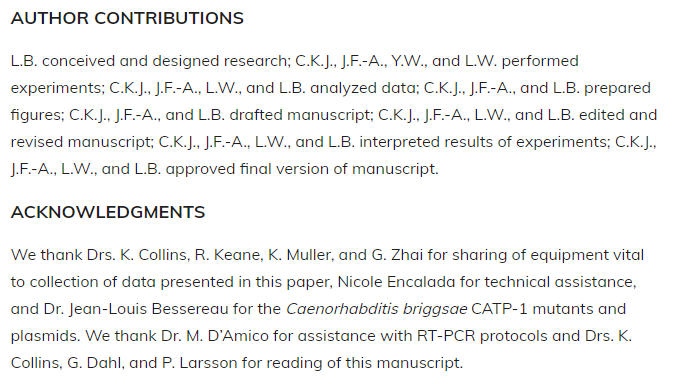 AUTHOR CONTRIBUTIONS
L.B. conceived and designed research; C.K.J., J.F.-A., Y.W., and L.W. performed
experiments; C.K.J., J.F.-A., L.W., and L.B. analyzed data; C.K.J., J.F.-A., and L.B. prepared
figures; C.K.J., J.F.-A., and L.B. drafted manuscript; C.K.J., J.F.-A., L.W., and L.B. edited and
revised manuscript; C.K.J., J.F.-A., L.W., and L.B. interpreted results of experiments; C.K.J.,
J.F.-A., L.W., and L.B. approved final version of manuscript.
ACKNOWLEDGMENTS
We thank Drs. K. Collins, R. Keane, K. Muller, and G. Zhai for sharing of equipment vital
to collection of data presented in this paper, Nicole Encalada for technical assistance,
and Dr. Jean-Louis Bessereau for the Caenorhabditis briggsae CATP-1 mutants and
plasmids. We thank Dr. M. D’Amico for assistance with RT-PCR protocols and Drs. K.
Collins, G. Dahl, and P. Larsson for reading of this manuscript.